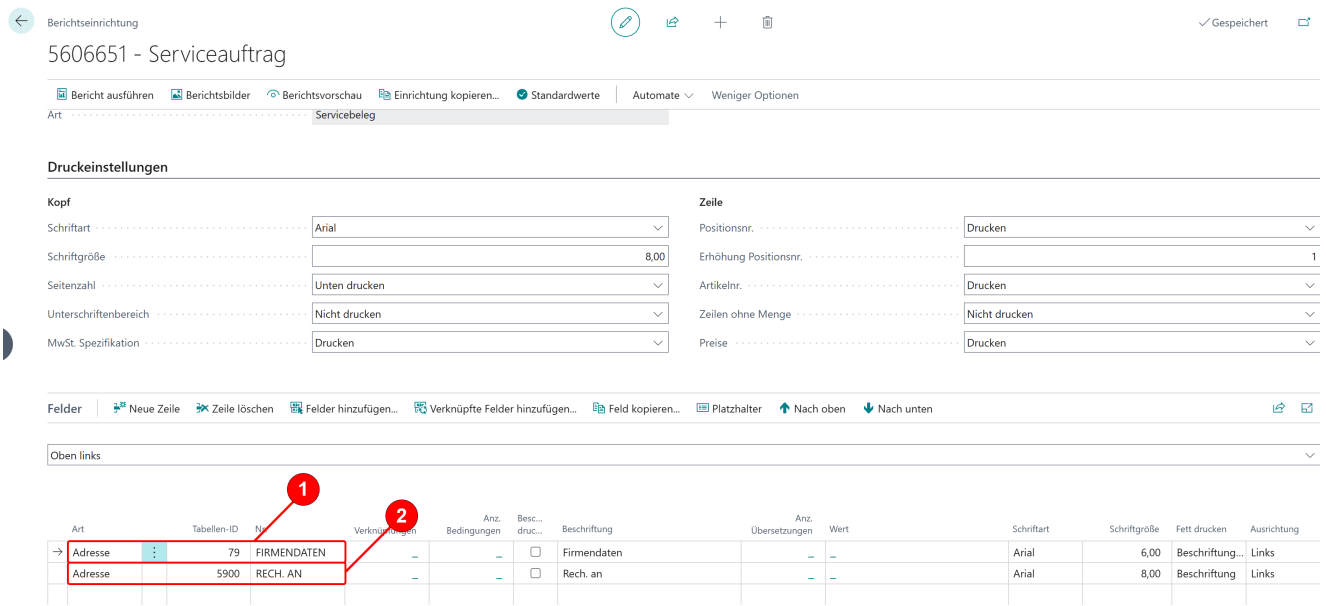 Berichtseinrichtung
Gespeichert
5606651 - Serviceauftrag
Bericht ausführen Berichtsbilder Berichtsvorschau Einrichtung kopieren... Standardwerte Automate Weniger Optionen
Art Servicebeleg
Druckeinstellungen
Kopf Zeile
Schriftart Arial Positionsnr. Drucken
Schriftgröße 8,00 Erhöhung Positionsnr. 1
Seitenzahl Unten drucken Artikelnr. Drucken
Unterschriftenbereich Nicht drucken Zeilen ohne Menge Nicht drucken
MwSt. Spezifikation Drucken Preise Drucken
Felder Neue Zeile Zeile löschen Felder hinzufügen... Verknüpfte Felder hinzufügen... Feld kopieren... Platzhalter Nach oben Nach unten
Oben links
1
2
Anz. Besc... Anz.
Art Tabellen-ID Bedingungen druc... Beschriftung Übersetzungen Wert Schriftart Schriftgröße Fett drucken Ausrichtung
Adresse 79 FIRMENDATEN _ _ Firmendaten _ _ Arial 6,00 Beschriftung... Links
Adresse 5900 RECH. AN _ _ Rech. an _ _ Arial 8,00 Beschriftung Links